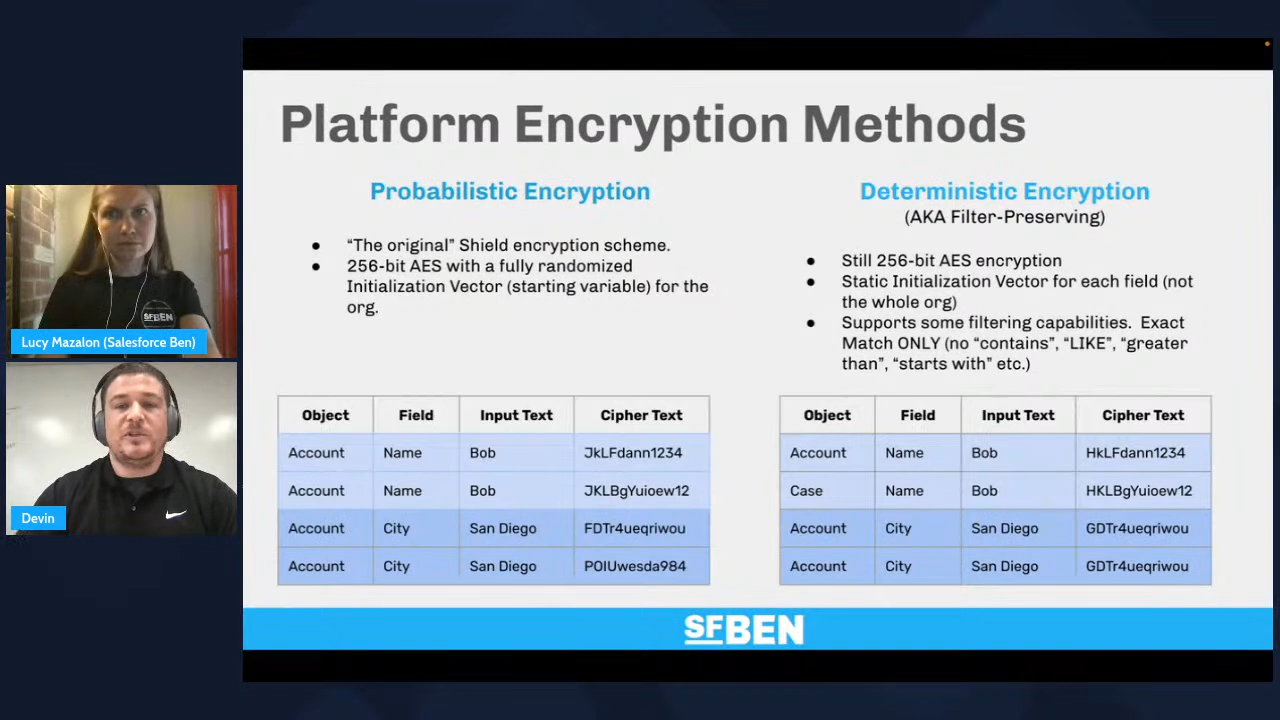 Platform Encryption Methods
Probabilistic Encryption
● “The original” Shield encryption scheme.
● 256-bit AES with a fully randomized
Initialization Vector (starting variable) for the
org.
Object Field Input Text Cipher Text
Account Name Bob JkLFdann1234
Account Name Bob JKLBgYuioew12
Account City San Diego FDTr4ueqriwou
Account City San Diego POIUwesda984
Deterministic Encryption
(AKA Filter-Preserving)
● Still 256-bit AES encryption
● Static Initialization Vector for each field (not
the whole org)
● Supports some filtering capabilities. Exact
Match ONLY (no “contains”, “LIKE”, “greater
than”, “starts with” etc.)
Object Field Input Text Cipher Text
Account Name Bob HkLFdann1234
Case Name Bob HKLBgYuioew12
Account City San Diego GDTr4ueqriwou
Account City San Diego GDTr4ueqriwou
SFBEN
SFBEN
Lucy Mazalon (Salesforce Ben)
Devin